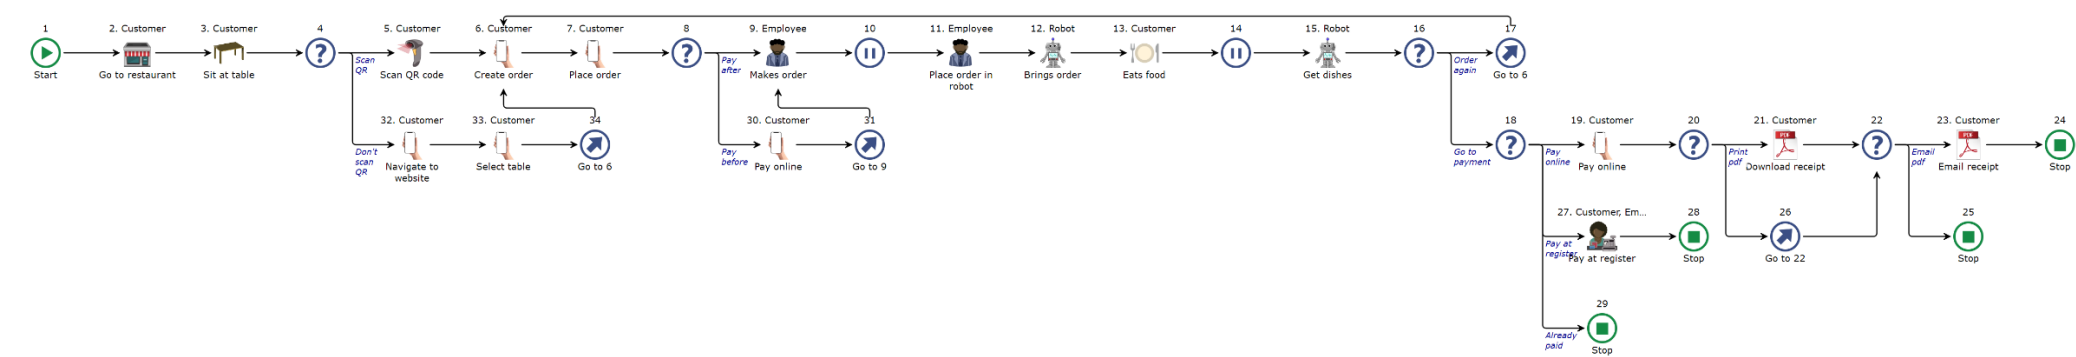 1
2. Customer
3. Customer
4
5. Customer
6. Customer
7. Customer
8
9. Employee
10
11. Employee
12. Robot
13. Customer
14
15. Robot
16
17
Start
Go to restaurant
Sit at table
Scan
QR
Scan QR code
Create order
Place order
Pay
after
Makes order
Place order in
robot
Brings order
Eats food
Get dishes
Order
again
Go to 6
32. Customer
33. Customer
34
30. Customer
31
18
19. Customer
20
21. Customer
22
23. Customer
24
Don't
scan
QR
Navigate to
website
Select table
Go to 6
Pay
before
Pay online
Go to 9
Go to
payment
Pay
online
Pay online
Print
pdf
Download receipt
Email
pdf
Email receipt
Stop
27. Customer, Em...
28
26
25
Pay at
register
Pay at register
Stop
Go to 22
Stop
29
Already
paid
Stop